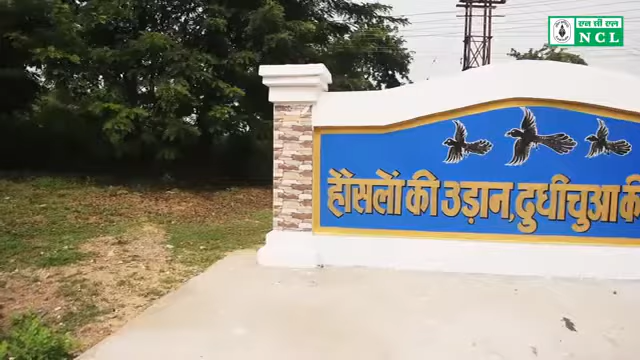 एन सी एल
NCL
हौसलों की उड़ान, दुधीचुआ की